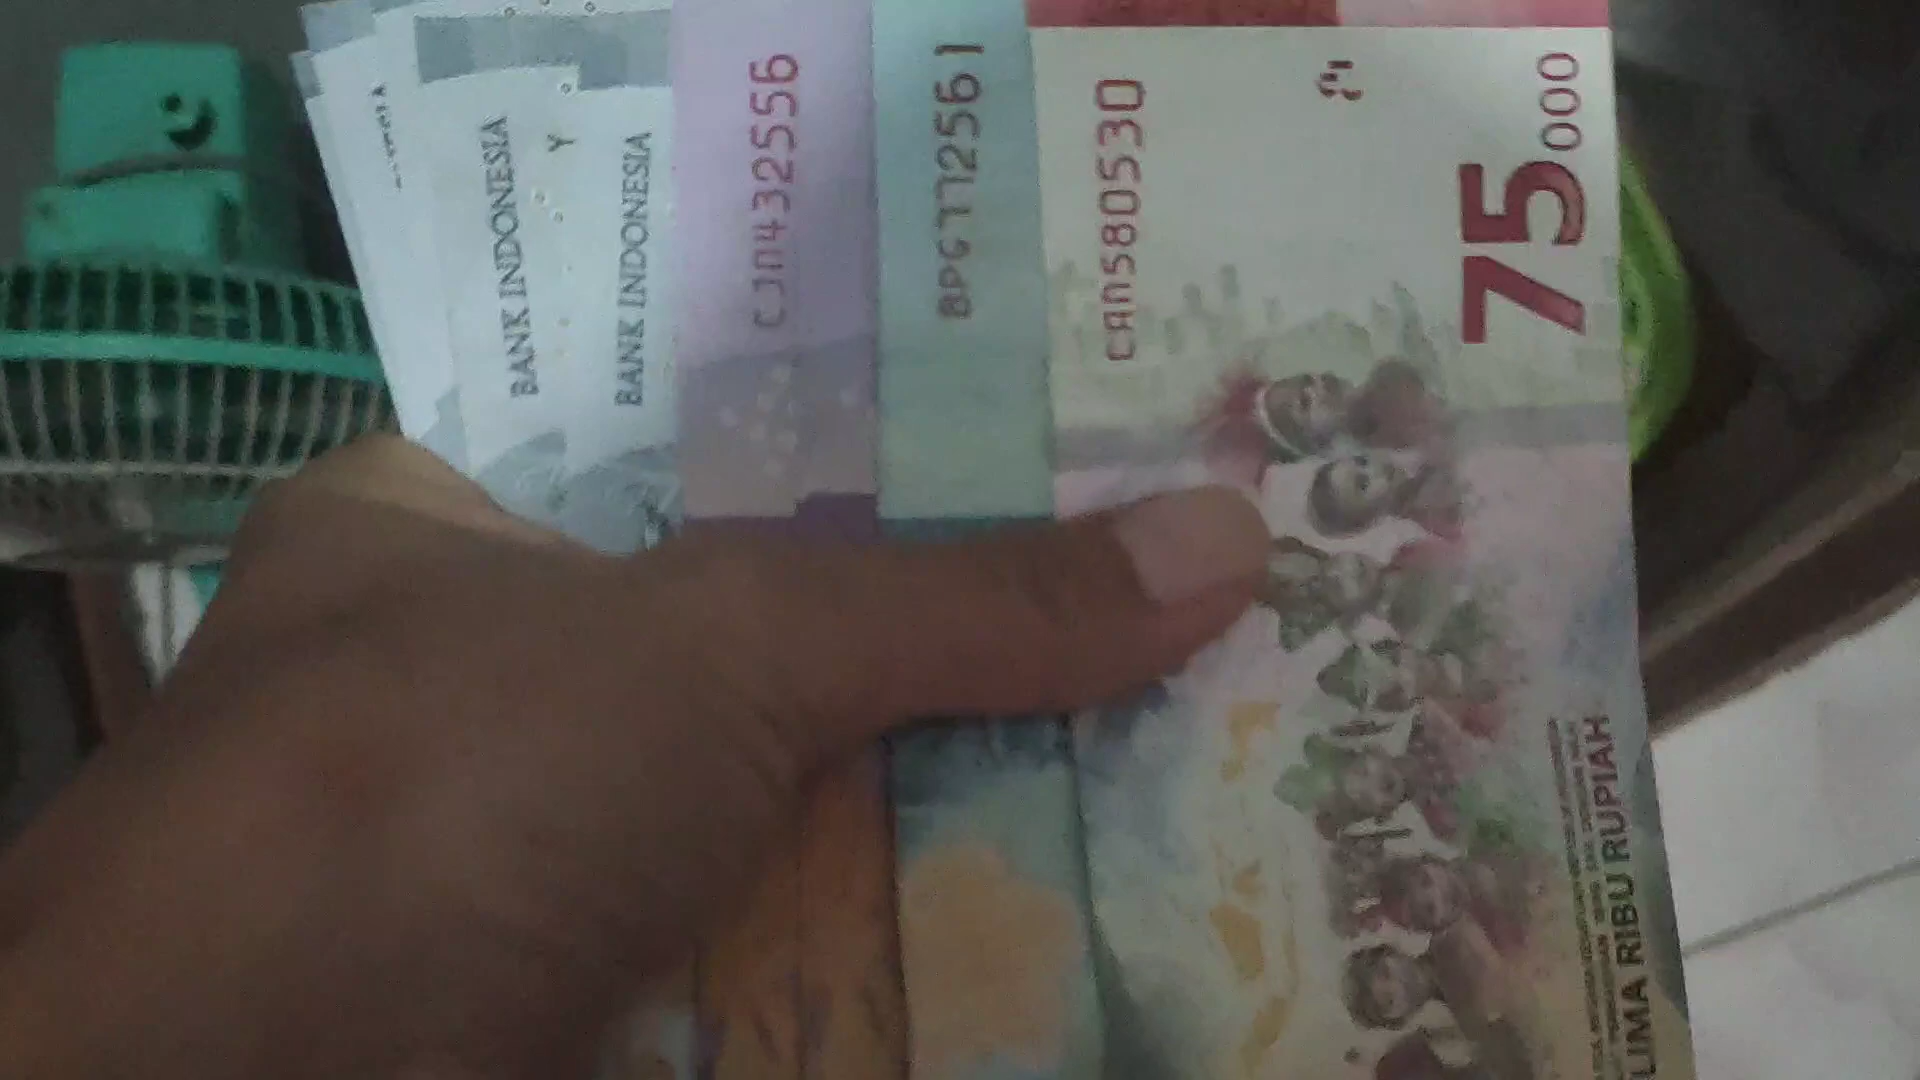 BANK INDONESIA
BANK INDONESIA
CJN432556
BPG772561
CAN580530
75000
LIMA RIBU RUPIAH